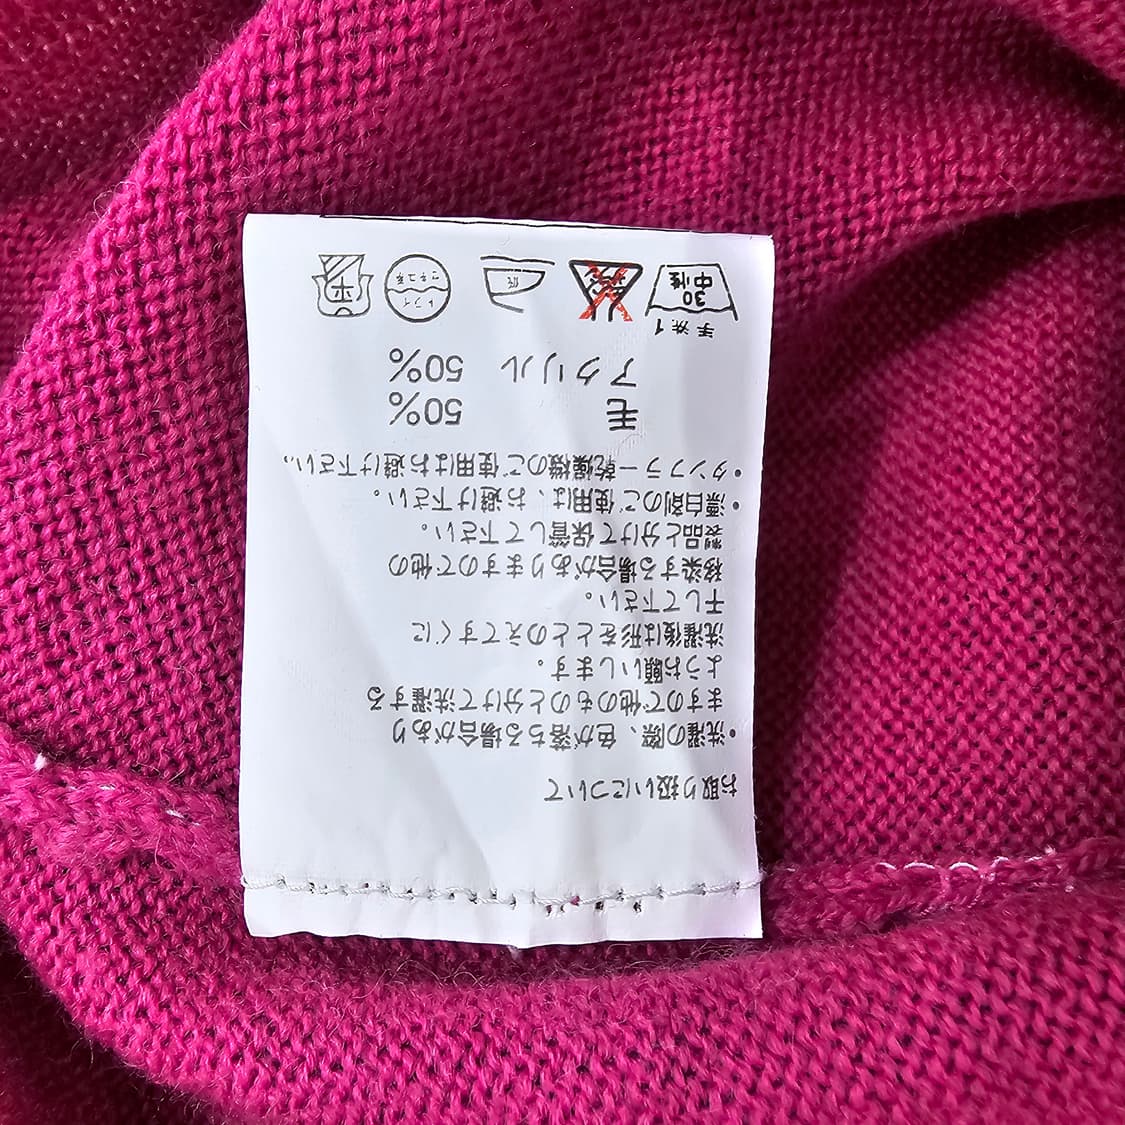 お取り扱いについて
・洗濯の際、色が落ちる場合があり
ますので他のものと分けて洗濯する
ようお願いします。
洗濯後は形をととのえてすぐに
干して下さい。
移染する場合がありますので他の
製品と分けて保管して下さい。
・漂白剤のご使用は、お避け下さい。
・タンブラー乾燥機のご使用はお避け下さい。
毛 50%
アクリル 50%
手洗イ
30
中性
低
ドライ
セキユ系
平